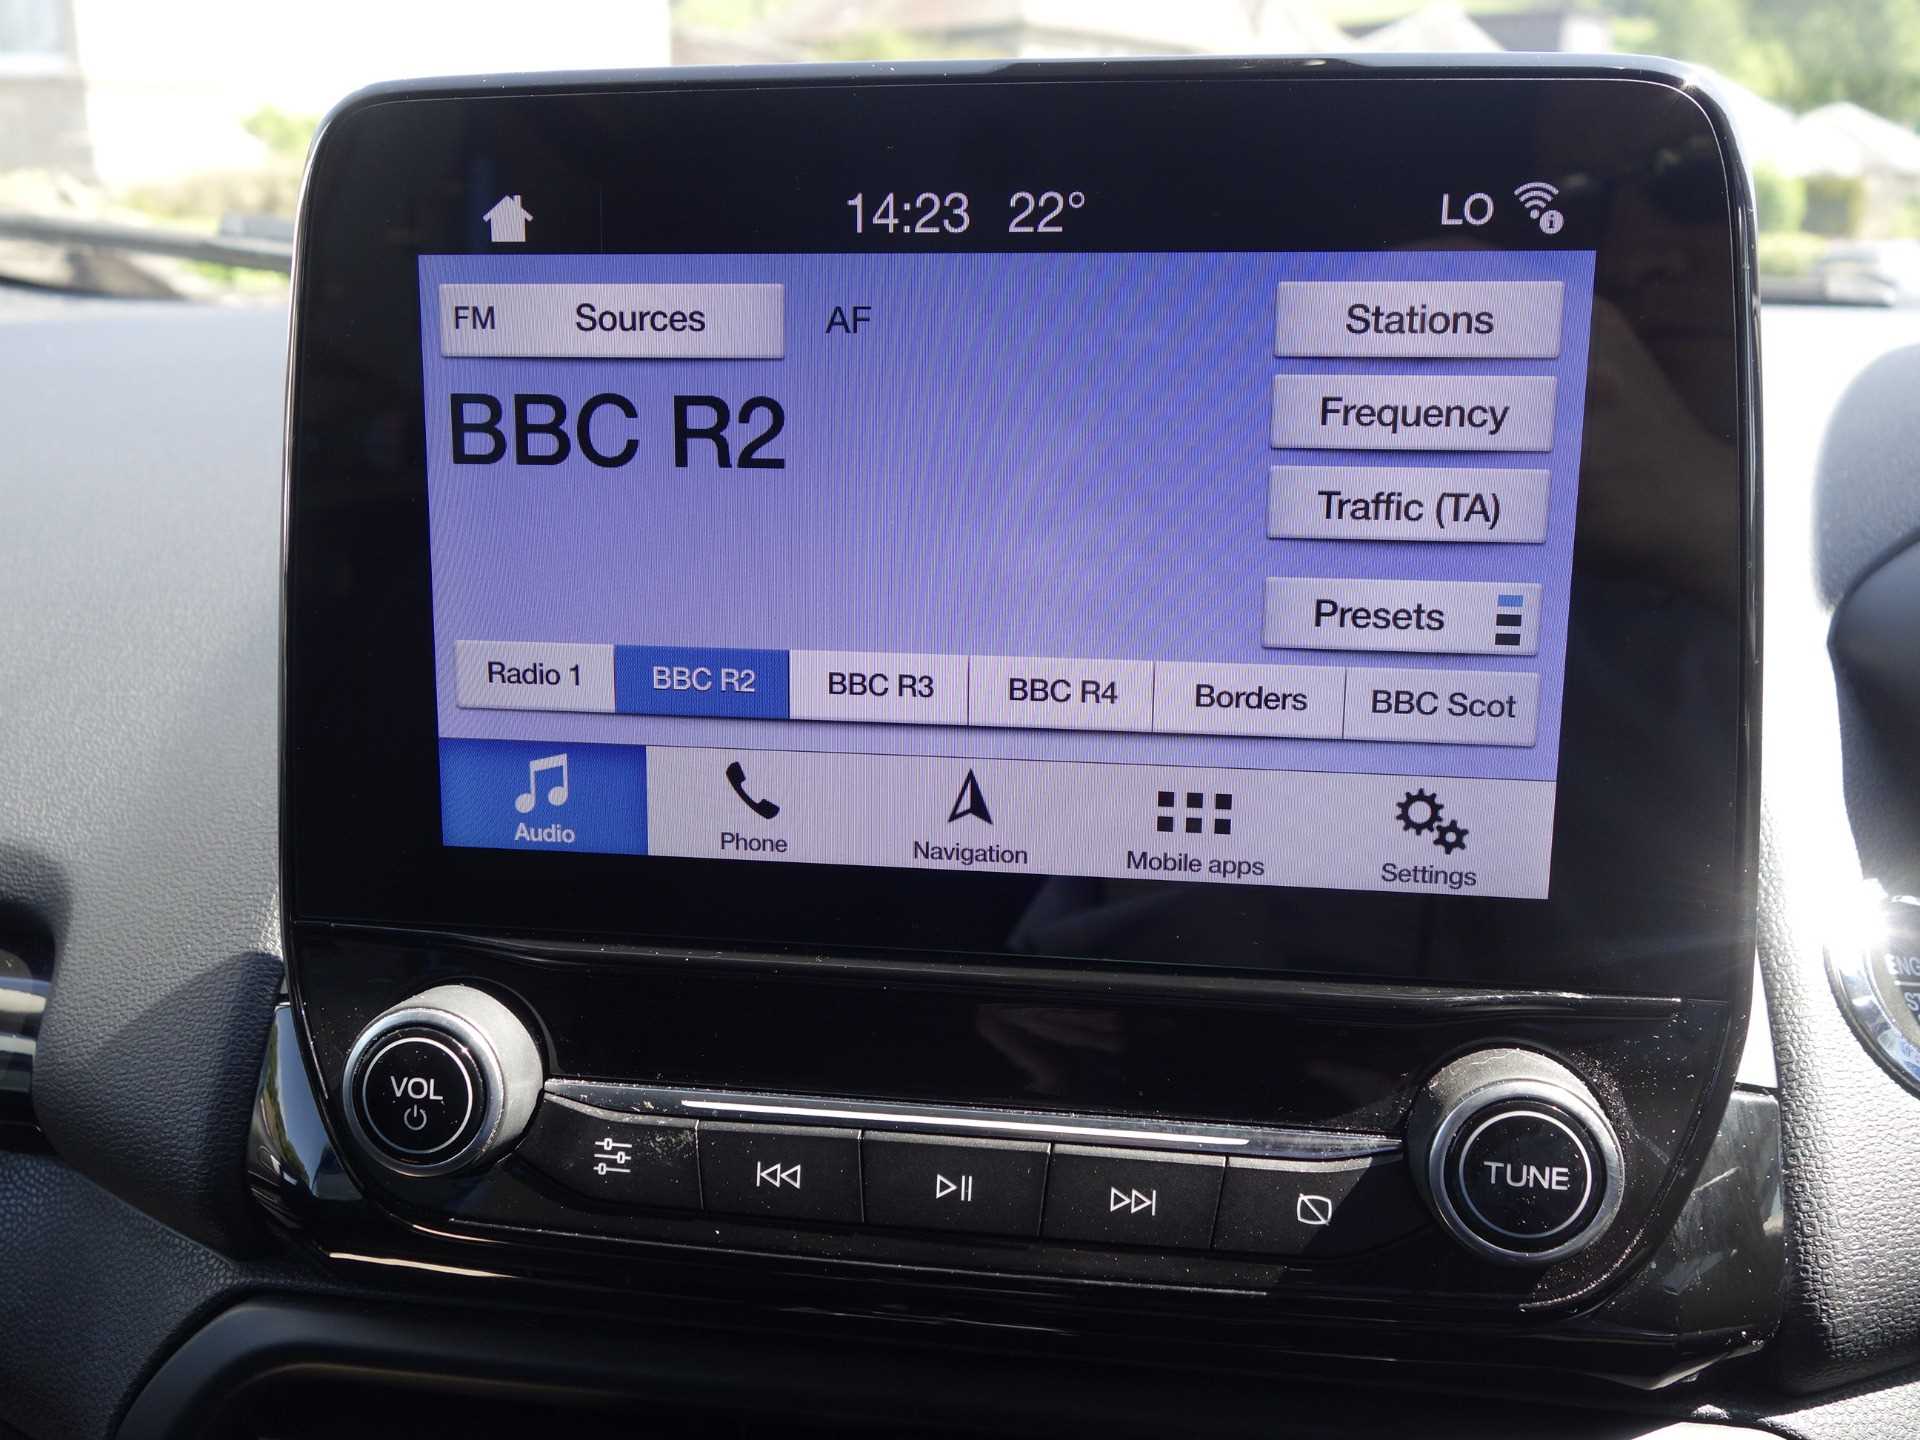 14:23 22° LO
FM Sources AF Stations
BBC R2
Frequency
Traffic (TA)
Presets
Radio 1 BBC R2 BBC R3 BBC R4 Borders BBC Scot
Audio Phone Navigation Mobile apps Settings
VOL
TUNE